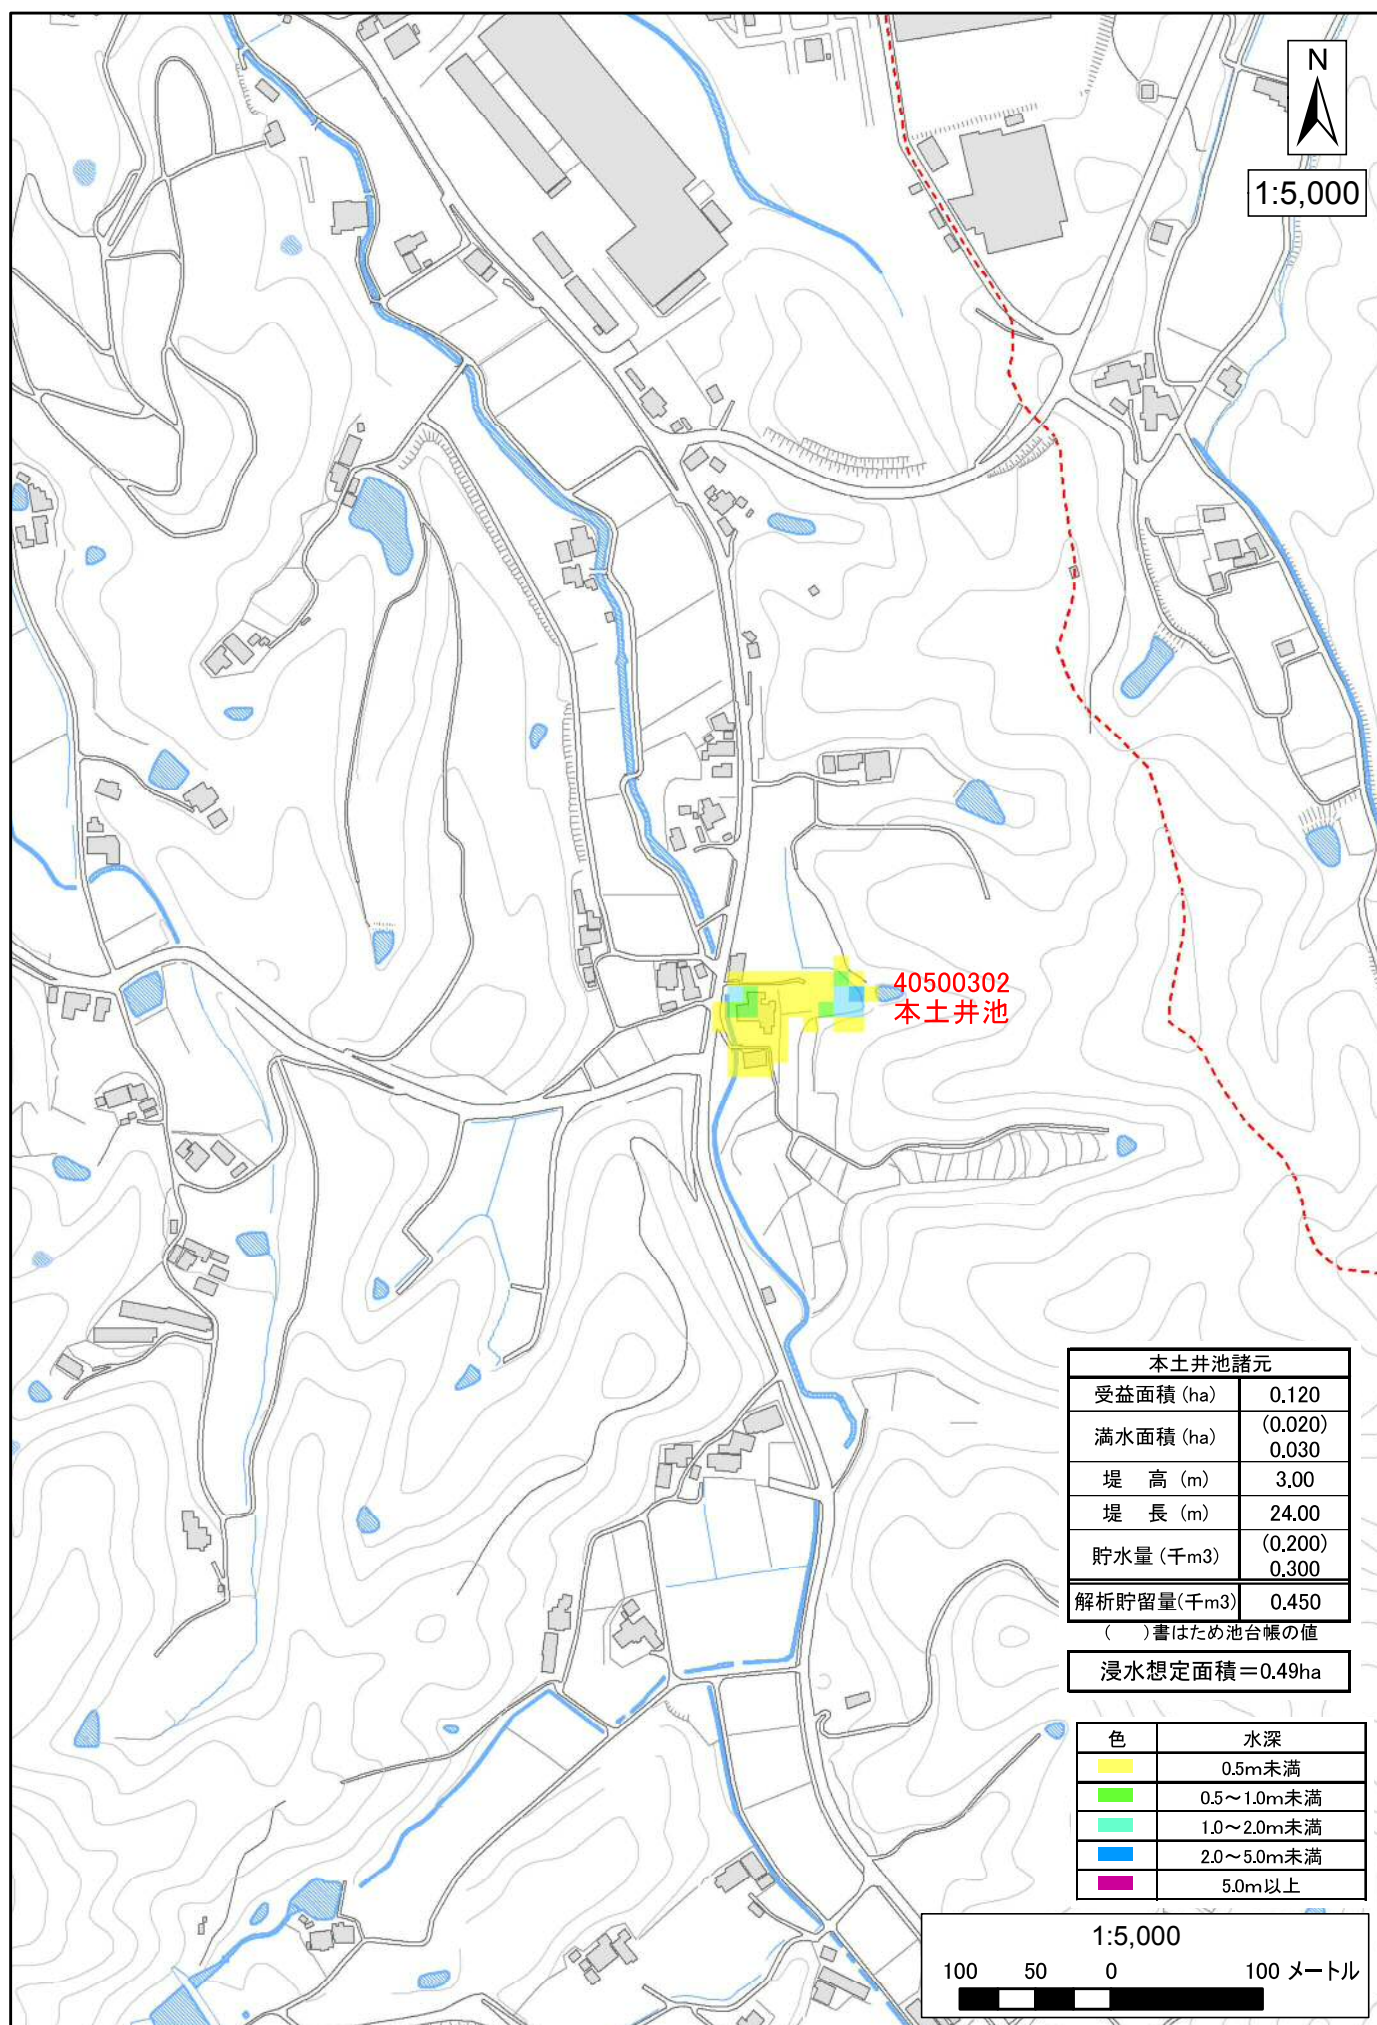 N
1:5,000
40500302
本土井池
本土井池諸元
受益面積(ha) 0.120
満水面積(ha) (0.020) 0.030
堤 高 (m) 3.00
堤 長 (m) 24.00
貯水量(千m3) (0.200) 0.300
解析貯留量(千m3) 0.450
( )書はため池台帳の値
浸水想定面積=0.49ha
色 水深
0.5m未満
0.5~1.0m未満
1.0~2.0m未満
2.0~5.0m未満
5.0m以上
1:5,000
100 50 0 100 メートル